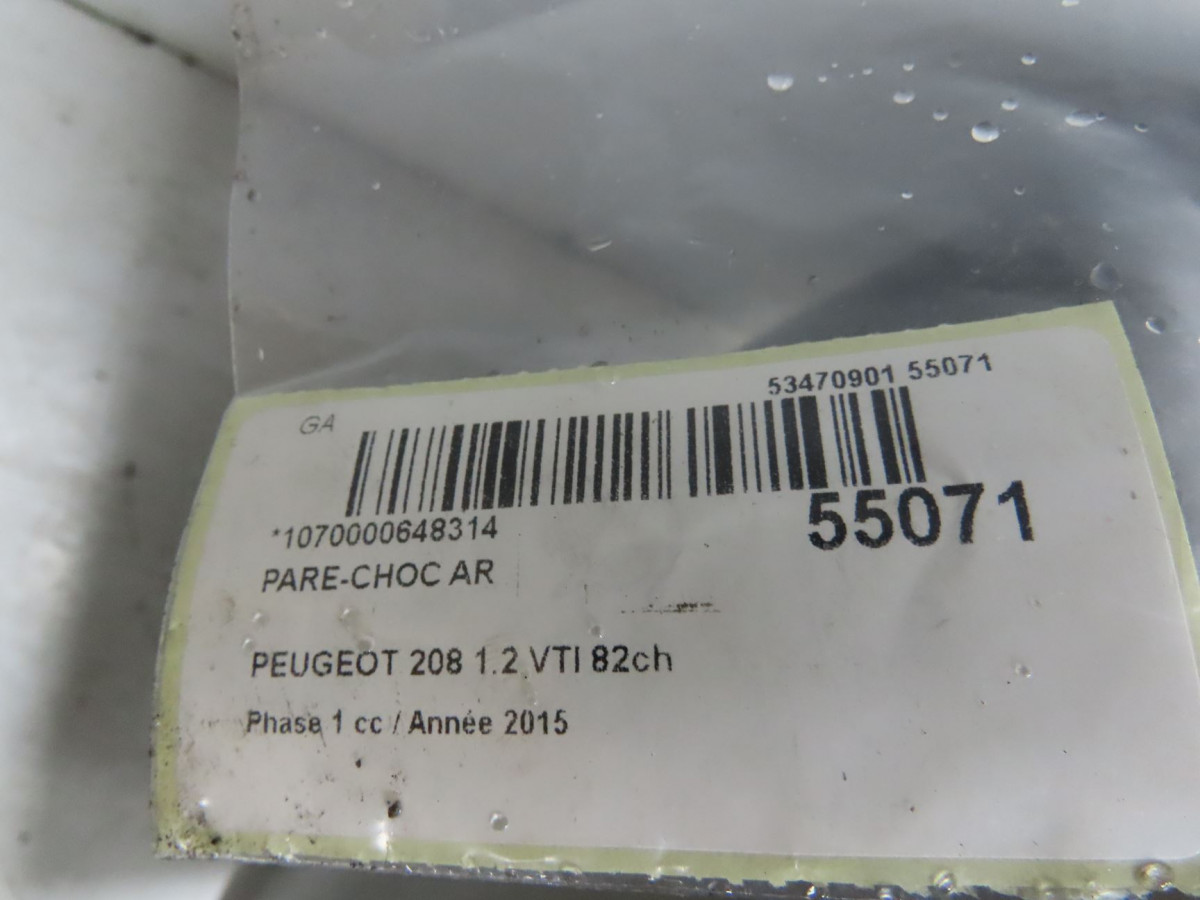 53470901 55071
GA
55071
*1070000648314
PARE-CHOC AR
PEUGEOT 208 1.2 VTI 82ch
Phase 1 cc / Année 2015